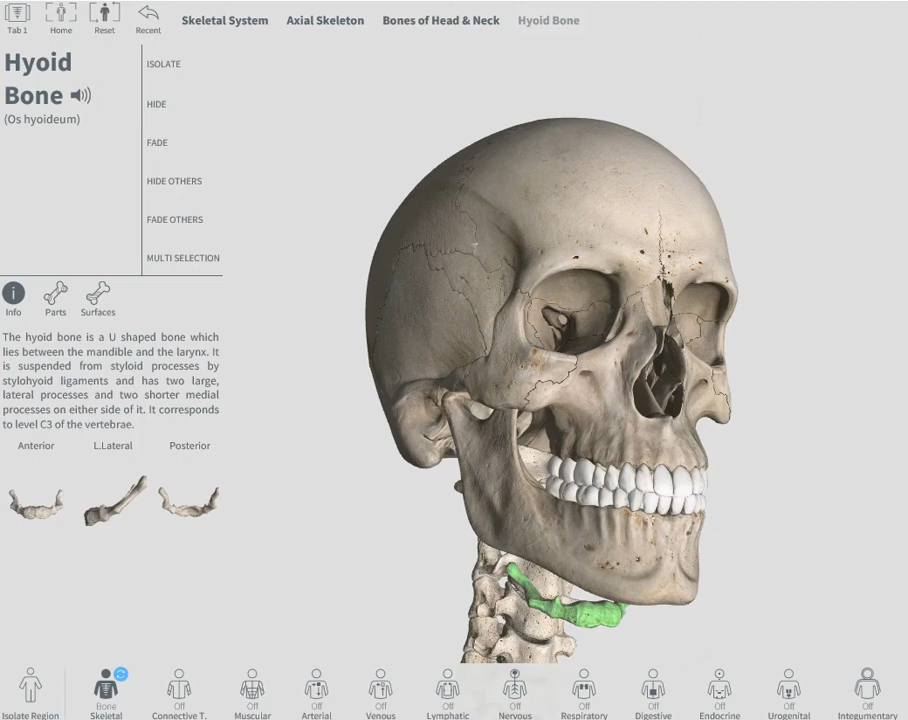 Skeletal System Axial Skeleton Bones of Head & Neck Hyoid Bone
Tab 1 Home Reset Recent
Hyoid
Bone
(Os hyoideum)
ISOLATE
HIDE
FADE
HIDE OTHERS
FADE OTHERS
MULTI SELECTION
Info Parts Surfaces
The hyoid bone is a U shaped bone which
lies between the mandible and the larynx. It
is suspended from styloid processes by
stylohyoid ligaments and has two large,
lateral processes and two shorter medial
processes on either side of it. It corresponds
to level C3 of the vertebrae.
Anterior L.Lateral Posterior
Bone Off Off Off Off Off Off Off Off Off Off Off
Isolate Region Skeletal Connective T. Muscular Arterial Venous Lymphatic Nervous Respiratory Digestive Endocrine Urogenital Integumentary